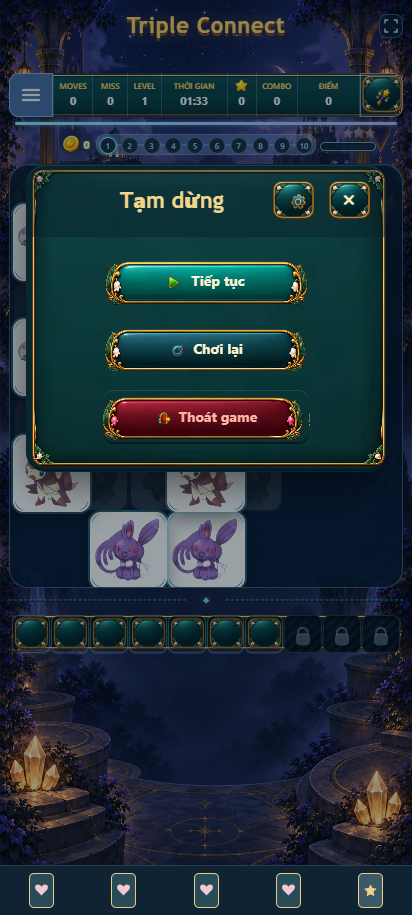 Triple Connect
MOVES MISS LEVEL THỜI GIAN COMBO ĐIỂM
0 0 1 01:33 0 0 0
0 1 2 3 4 5 6 7 8 9 10
Tạm dừng
Tiếp tục
Chơi lại
Thoát game